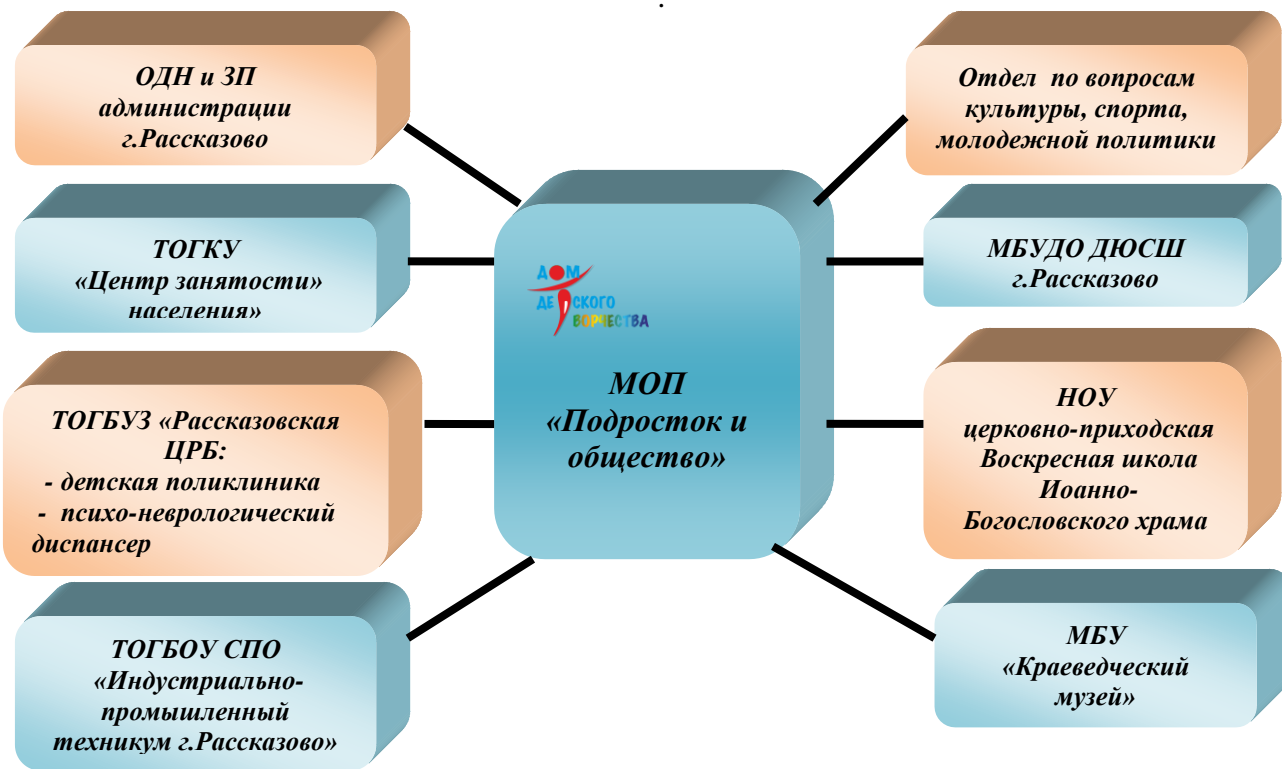 .
ОДН и ЗП
администрации
г.Рассказово
ТОГКУ
«Центр занятости»
населения»
ТОГБУЗ «Рассказовская
ЦРБ:
- детская поликлиника
- психо-неврологический
диспансер
ТОГБОУ СПО
«Индустриально-
промышленный
техникум г.Рассказово»
ДОМ
ДЕТСКОГО
ТВОРЧЕСТВА
МОП
«Подросток и
общество»
Отдел по вопросам
культуры, спорта,
молодежной политики
МБУДО ДЮСШ
г.Рассказово
НОУ
церковно-приходская
Воскресная школа
Иоанно-
Богословского храма
МБУ
«Краеведческий
музей»